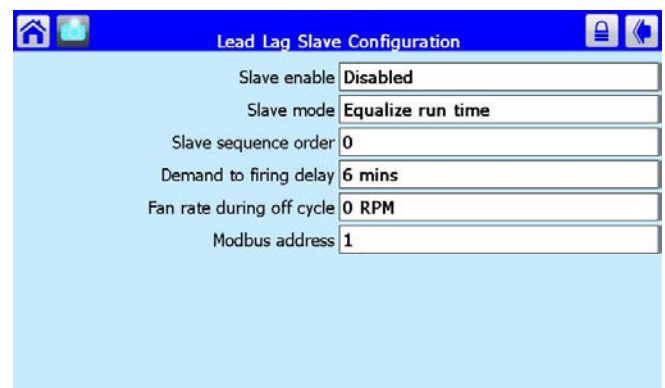 Lead Lag Slave Configuration
Slave enable Disabled
Slave mode Equalize run time
Slave sequence order 0
Demand to firing delay 6 mins
Fan rate during off cycle 0 RPM
Modbus address 1